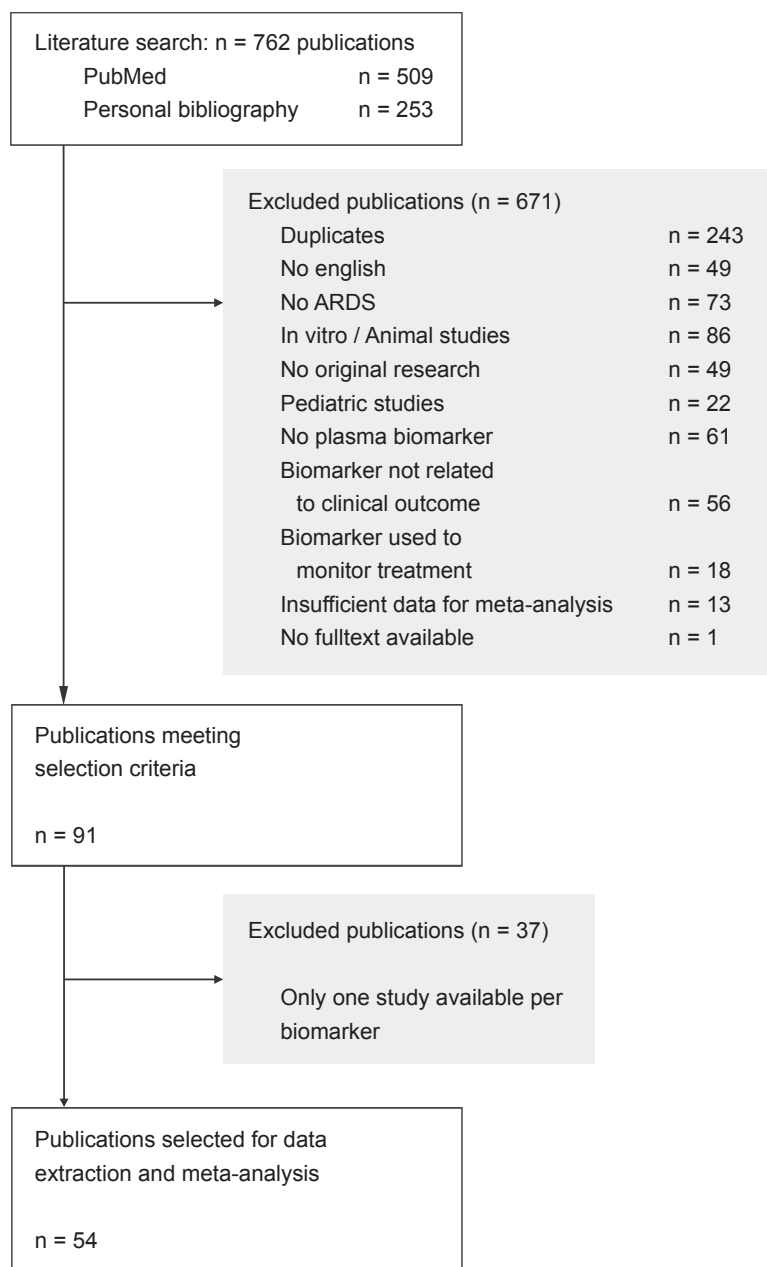 Literature search: n = 762 publications
PubMed n = 509
Personal bibliography n = 253
Excluded publications (n = 671)
Duplicates n = 243
No english n = 49
No ARDS n = 73
In vitro / Animal studies n = 86
No original research n = 49
Pediatric studies n = 22
No plasma biomarker n = 61
Biomarker not related
to clinical outcome n = 56
Biomarker used to
monitor treatment n = 18
Insufficient data for meta-analysis n = 13
No fulltext available n = 1
Publications meeting
selection criteria
n = 91
Excluded publications (n = 37)
Only one study available per
biomarker
Publications selected for data
extraction and meta-analysis
n = 54